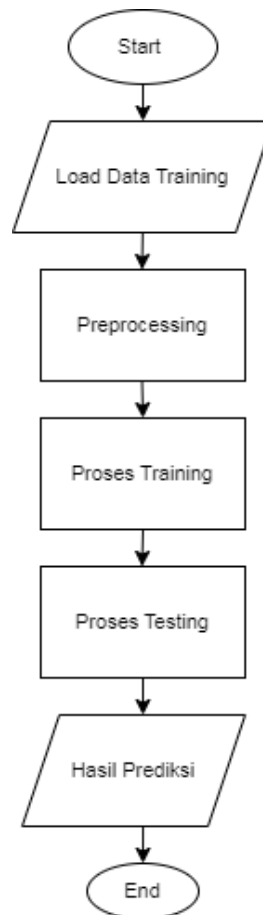 Start
Load Data Training
Preprocessing
Proses Training
Proses Testing
Hasil Prediksi
End